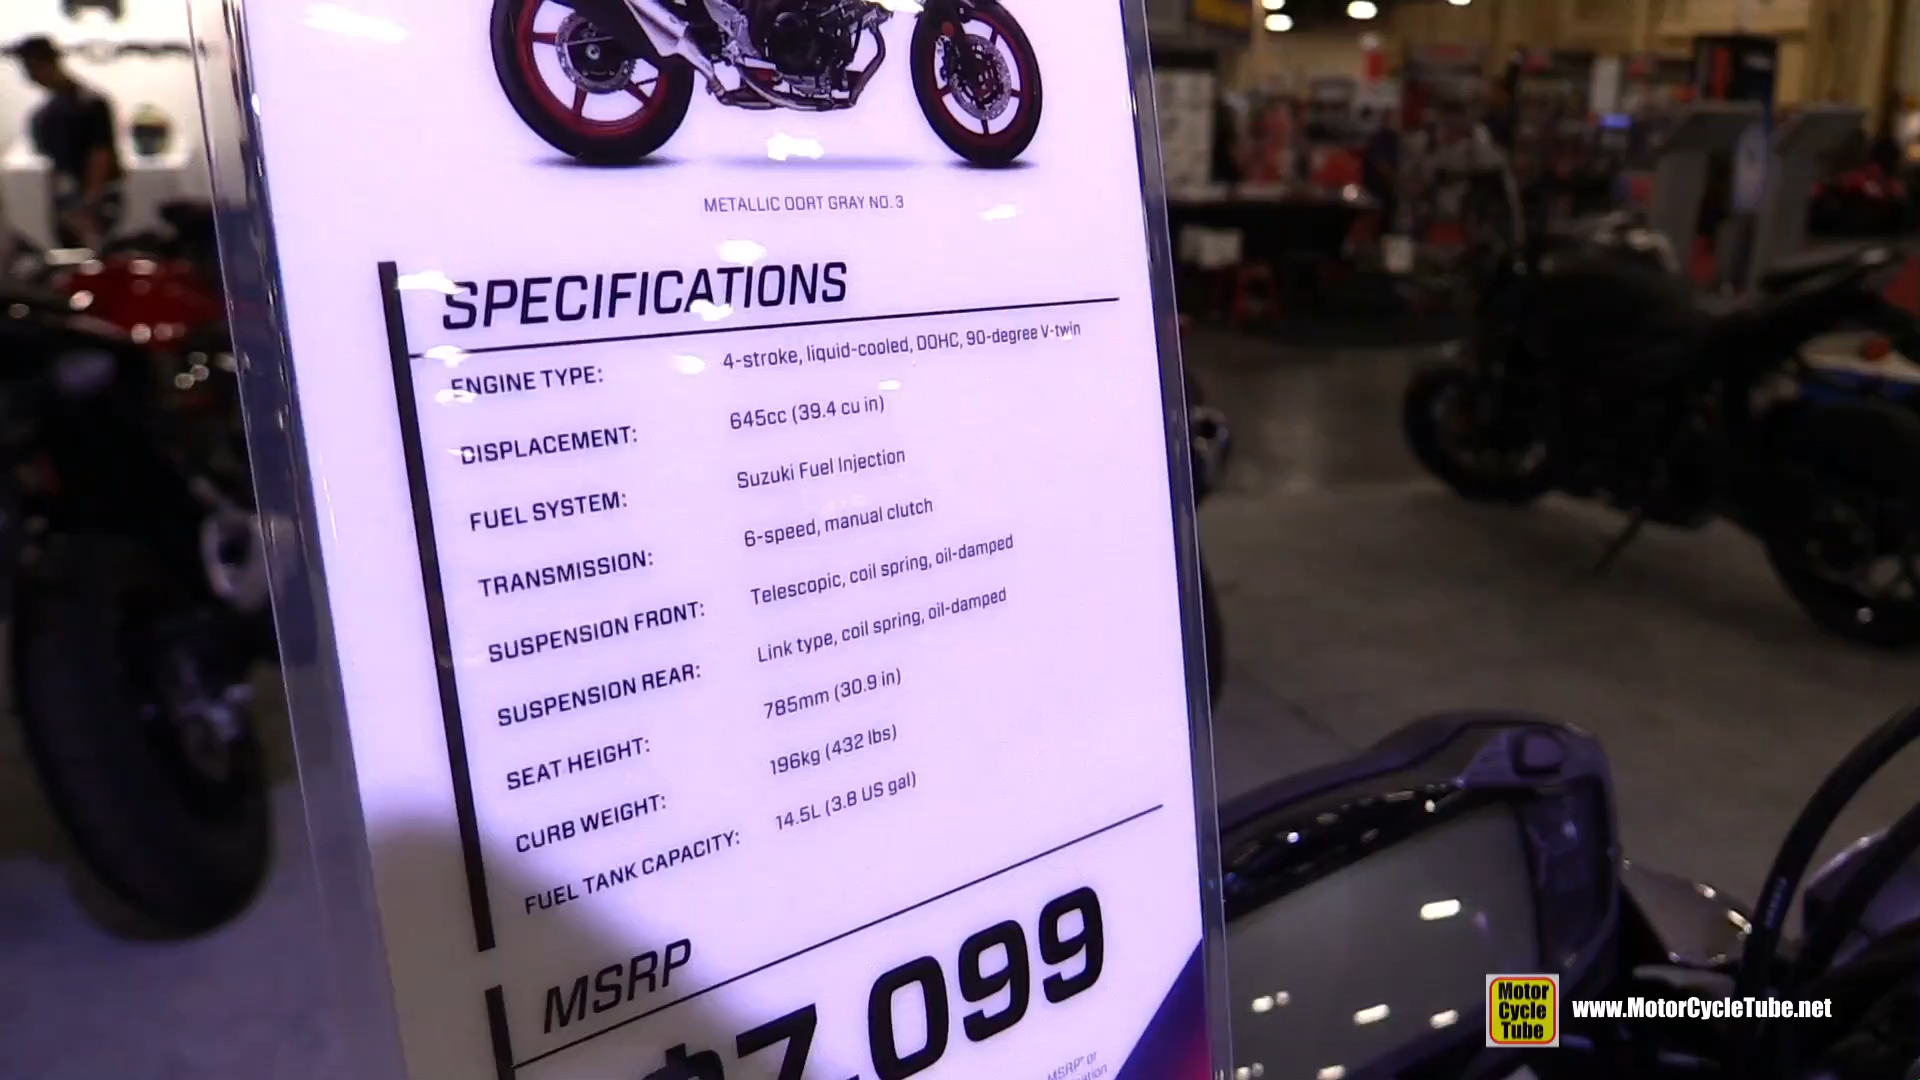 METALLIC OORT GRAY NO. 3
SPECIFICATIONS
ENGINE TYPE: 4-stroke, liquid-cooled, DOHC, 90-degree V-twin
DISPLACEMENT: 645cc (39.4 cu in)
FUEL SYSTEM: Suzuki Fuel Injection
TRANSMISSION: 6-speed, manual clutch
SUSPENSION FRONT: Telescopic, coil spring, oil-damped
SUSPENSION REAR: Link type, coil spring, oil-damped
SEAT HEIGHT: 785mm (30.9 in)
CURB WEIGHT: 196kg (432 lbs)
FUEL TANK CAPACITY: 14.5L (3.8 US gal)
MSRP
$7,099
MSRP* or
Motor
Cycle
Tube
www.MotorCycleTube.net